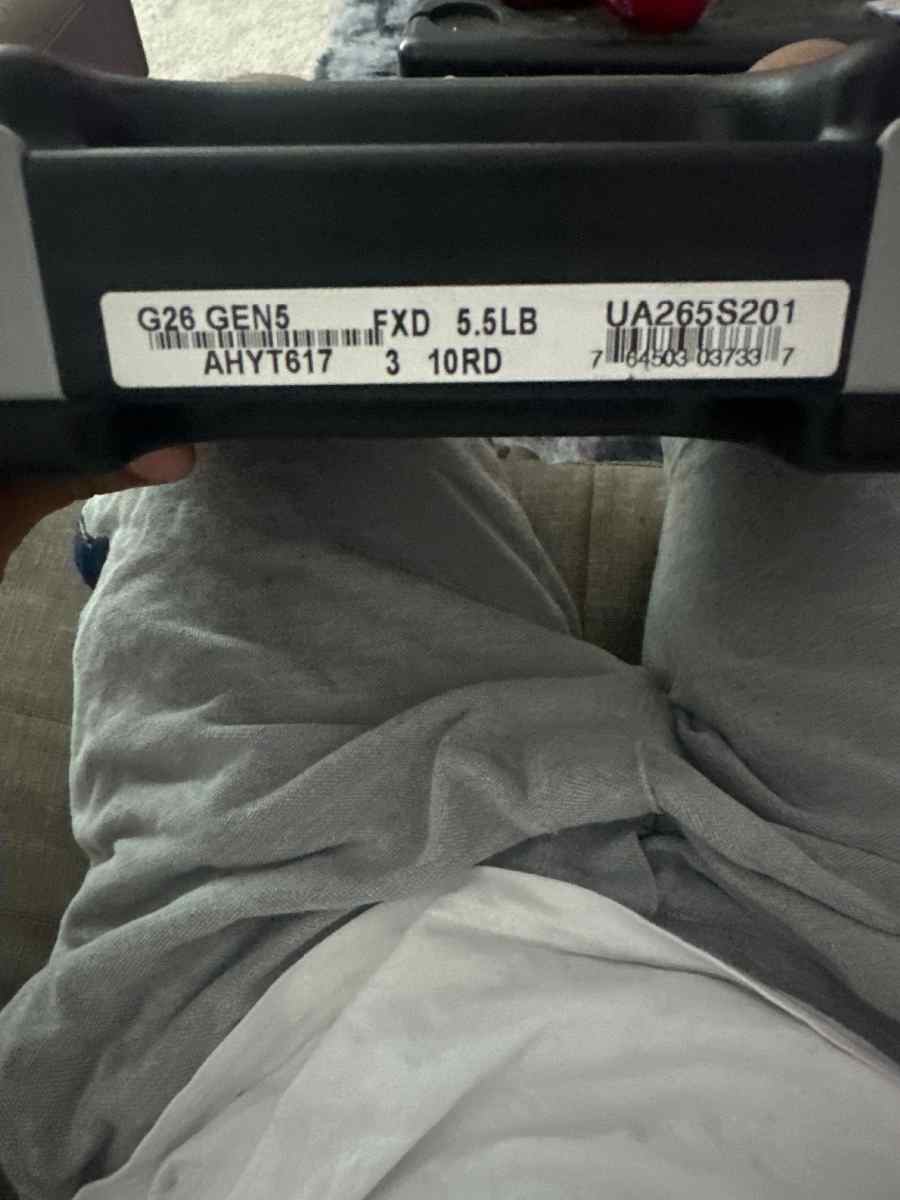 G26 GEN5 FXD 5.5LB UA265S201
AHYT617 3 10RD 7 64503 03733 7